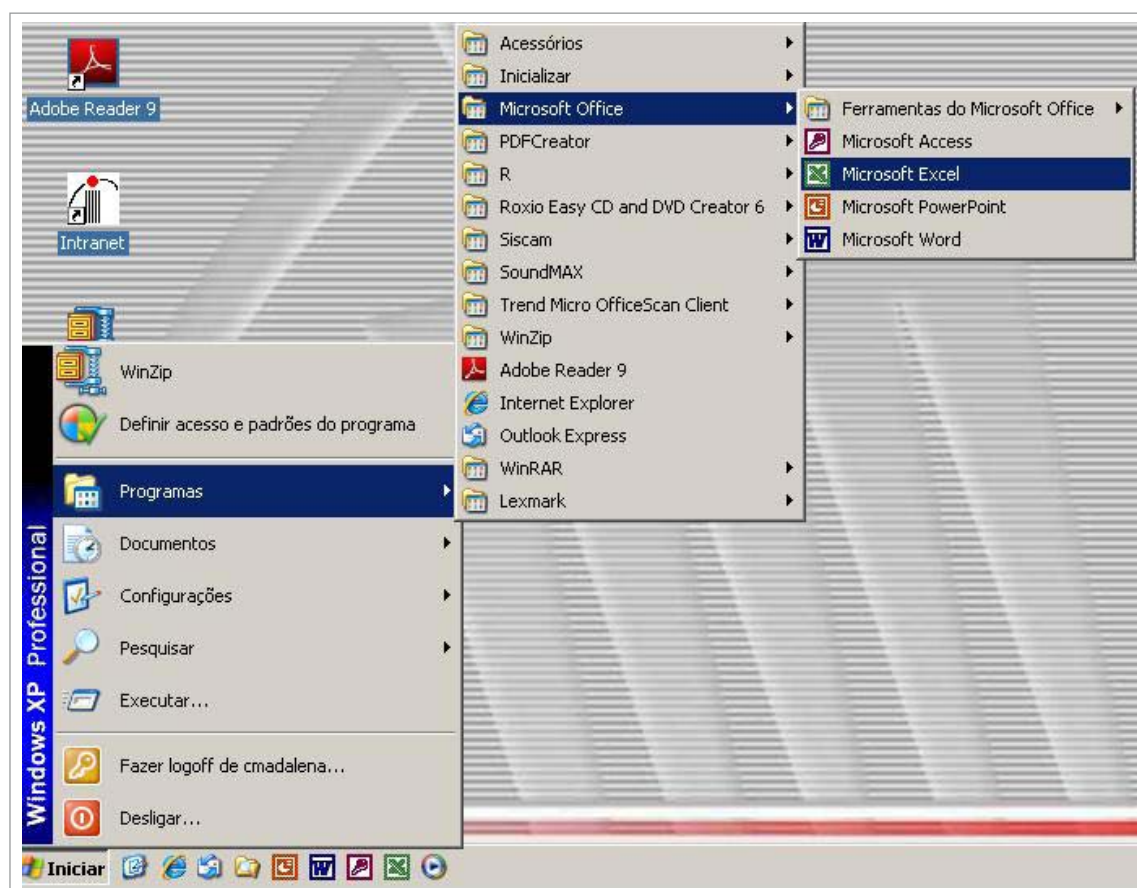 Adobe Reader 9
Intranet
WinZip
Definir acesso e padrões do programa
Programas
Documentos
Configurações
Pesquisar
Executar...
Fazer logoff de cmadalena...
Desligar...
Windows XP Professional
Iniciar
Acessórios
Inicializar
Microsoft Office
PDFCreator
R
Roxio Easy CD and DVD Creator 6
Siscam
SoundMAX
Trend Micro OfficeScan Client
WinZip
Adobe Reader 9
Internet Explorer
Outlook Express
WinRAR
Lexmark
Ferramentas do Microsoft Office
Microsoft Access
Microsoft Excel
Microsoft PowerPoint
Microsoft Word